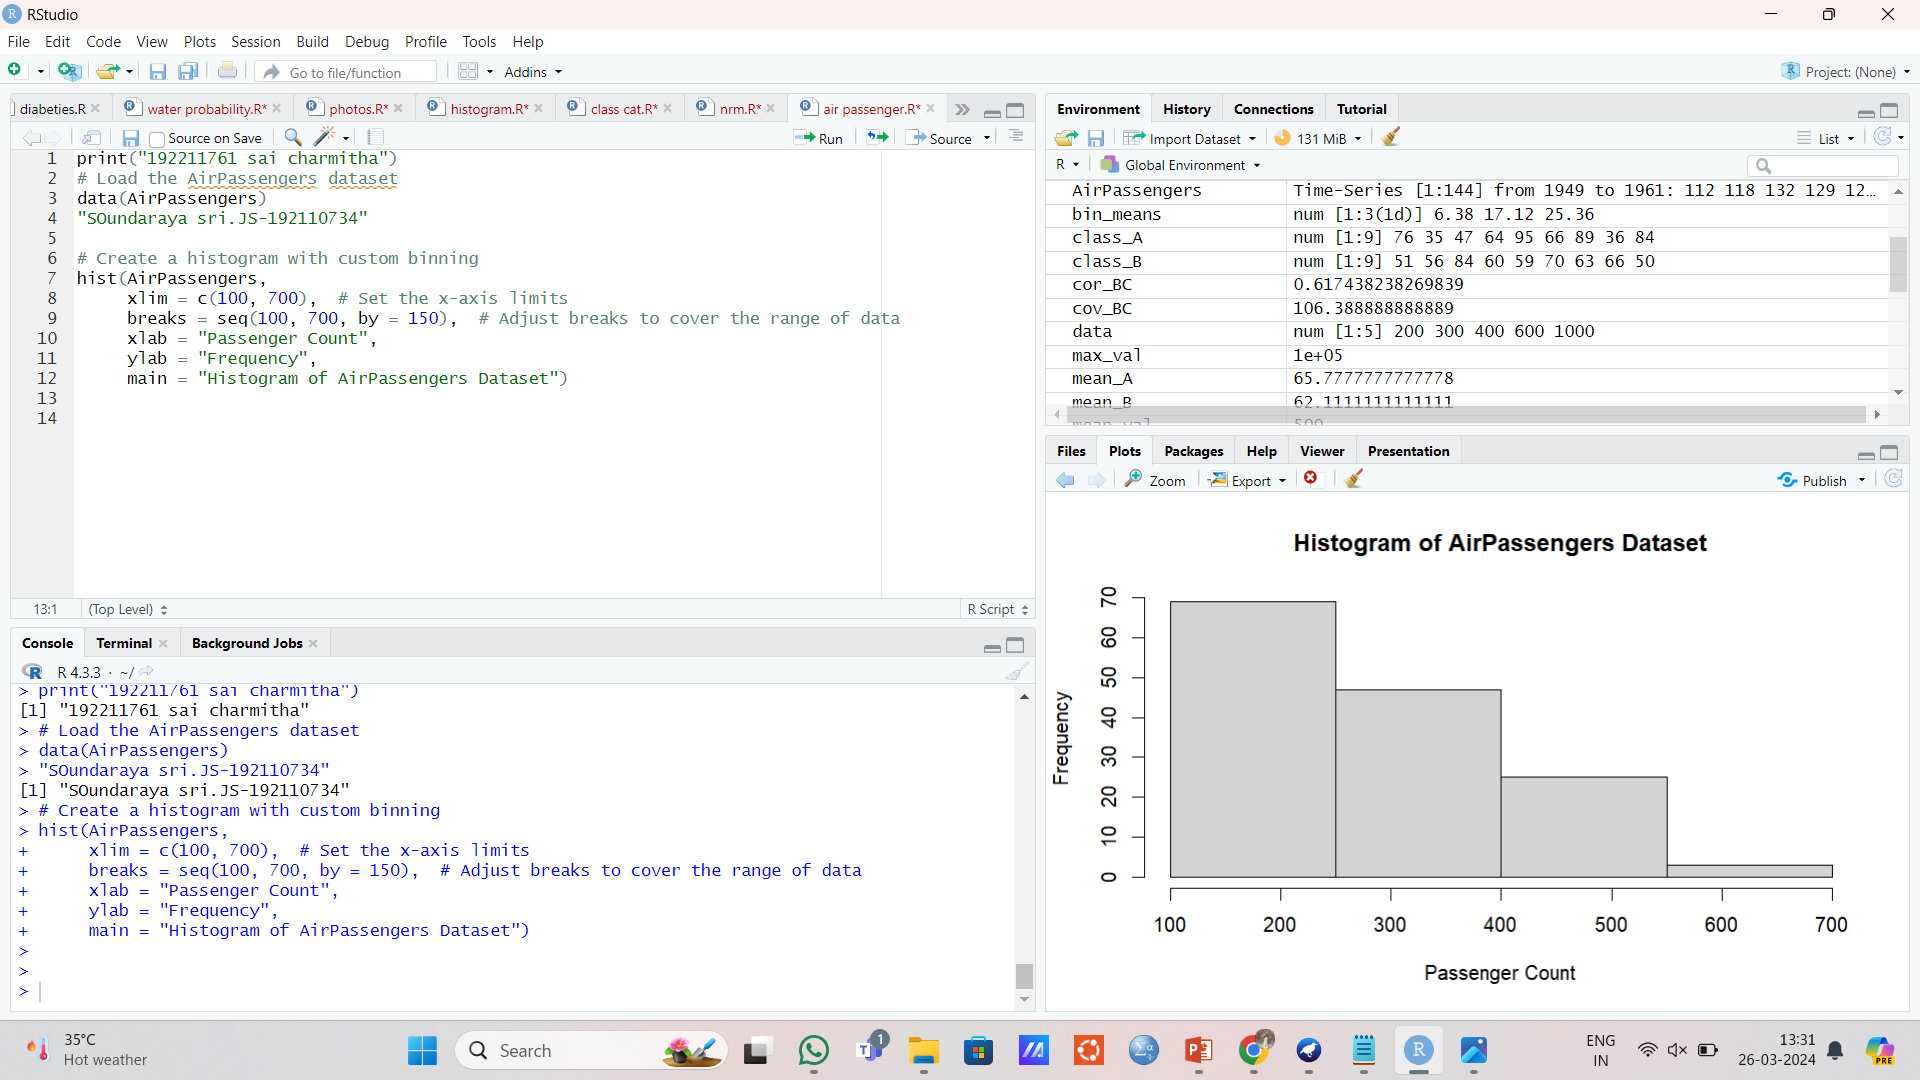 RStudio
File Edit Code View Plots Session Build Debug Profile Tools Help
Go to file/function Addins Project: (None)
diabeties.R water probability.R* photos.R* histogram.R* class cat.R* nrm.R* air passenger.R*
Source on Save Run Source
1 print("192211761 sai charmitha")
2 # Load the AirPassengers dataset
3 data(AirPassengers)
4 "SOundaraya sri.JS-192110734"
5
6 # Create a histogram with custom binning
7 hist(AirPassengers,
8 xlim = c(100, 700),  # Set the x-axis limits
9 breaks = seq(100, 700, by = 150),  # Adjust breaks to cover the range of data
10 xlab = "Passenger Count",
11 ylab = "Frequency",
12 main = "Histogram of AirPassengers Dataset")
13
14
13:1 (Top Level) R Script
Console Terminal Background Jobs
R 4.3.3 · ~/
> print("192211761 sai charmitha")
[1] "192211761 sai charmitha"
> # Load the AirPassengers dataset
> data(AirPassengers)
> "SOundaraya sri.JS-192110734"
[1] "SOundaraya sri.JS-192110734"
> # Create a histogram with custom binning
> hist(AirPassengers,
+ xlim = c(100, 700),  # Set the x-axis limits
+ breaks = seq(100, 700, by = 150),  # Adjust breaks to cover the range of data
+ xlab = "Passenger Count",
+ ylab = "Frequency",
+ main = "Histogram of AirPassengers Dataset")
>
>
>
Environment History Connections Tutorial
Import Dataset 131 MiB List
R Global Environment
AirPassengers Time-Series [1:144] from 1949 to 1961: 112 118 132 129 12...
bin_means num [1:3(1d)] 6.38 17.12 25.36
class_A num [1:9] 76 35 47 64 95 66 89 36 84
class_B num [1:9] 51 56 84 60 59 70 63 66 50
cor_BC 0.617438238269839
cov_BC 106.388888888889
data num [1:5] 200 300 400 600 1000
max_val 1e+05
mean_A 65.7777777777778
mean_B 62.1111111111111
mean_val 500
Files Plots Packages Help Viewer Presentation
Zoom Export Publish
Histogram of AirPassengers Dataset
Frequency
70
60
50
40
30
20
10
0
100 200 300 400 500 600 700
Passenger Count
35°C
Hot weather
Search
1
ENG
IN
13:31
26-03-2024
PRE